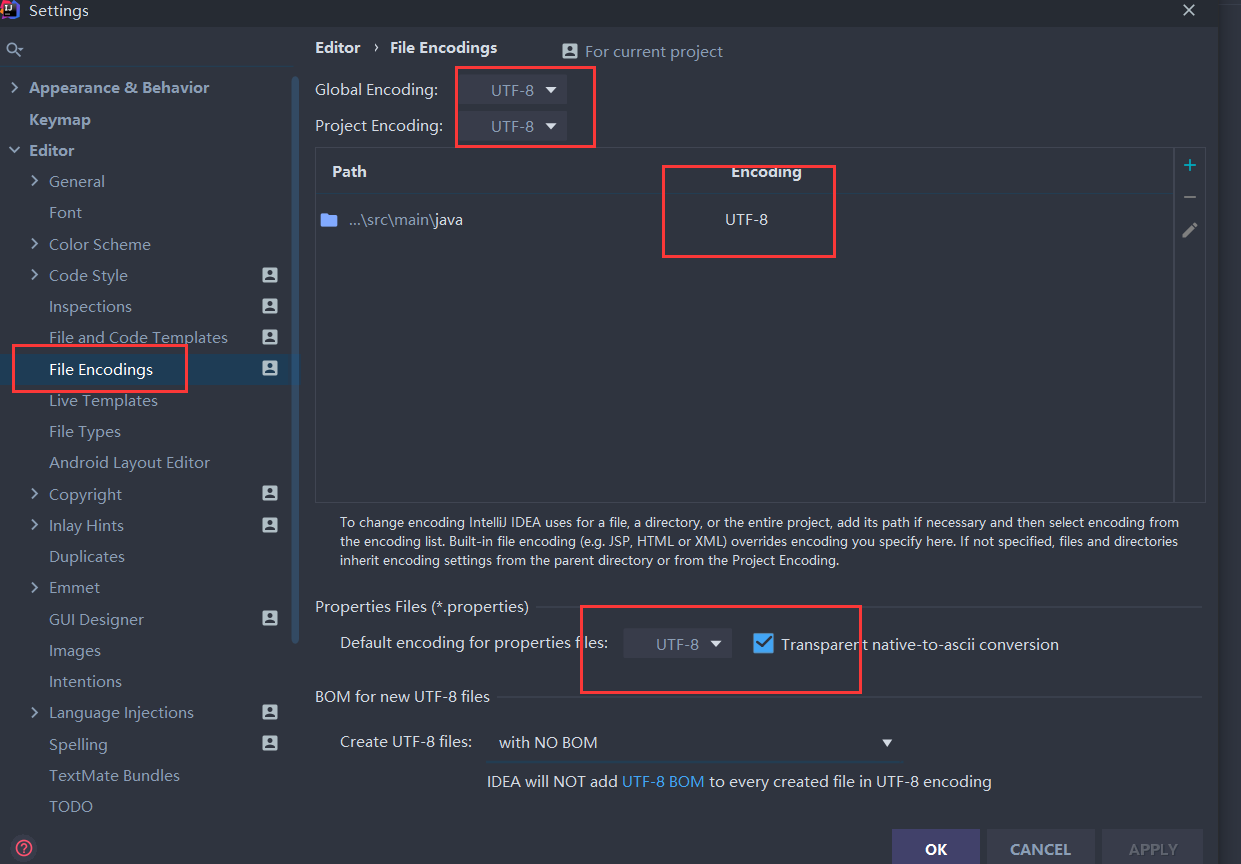 Settings
Editor › File Encodings For current project
Global Encoding: UTF-8
Project Encoding: UTF-8
Path Encoding
...\src\main\java UTF-8
To change encoding IntelliJ IDEA uses for a file, a directory, or the entire project, add its path if necessary and then select encoding from
the encoding list. Built-in file encoding (e.g. JSP, HTML or XML) overrides encoding you specify here. If not specified, files and directories
inherit encoding settings from the parent directory or from the Project Encoding.
Properties Files (*.properties)
Default encoding for properties files: UTF-8 Transparent native-to-ascii conversion
BOM for new UTF-8 files
Create UTF-8 files: with NO BOM
IDEA will NOT add UTF-8 BOM to every created file in UTF-8 encoding
Appearance & Behavior
Keymap
Editor
General
Font
Color Scheme
Code Style
Inspections
File and Code Templates
File Encodings
Live Templates
File Types
Android Layout Editor
Copyright
Inlay Hints
Duplicates
Emmet
GUI Designer
Images
Intentions
Language Injections
Spelling
TextMate Bundles
TODO
OK CANCEL APPLY